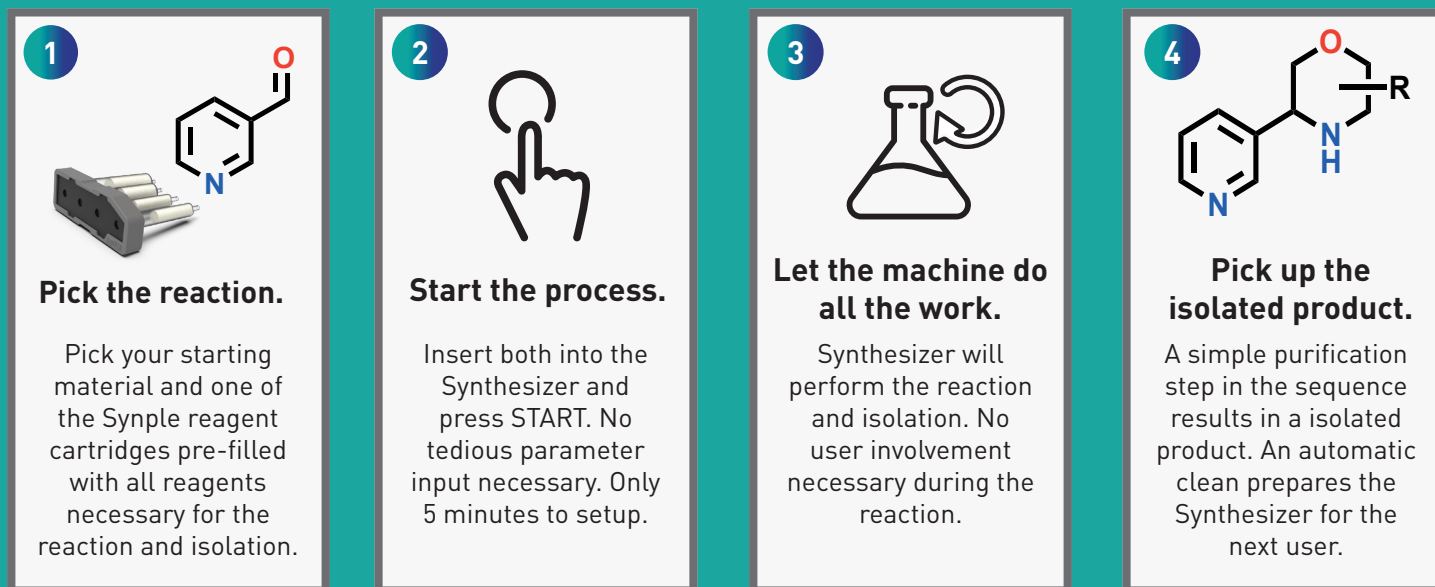 1
O
N
Pick the reaction.
Pick your starting
material and one of
the Synple reagent
cartridges pre-filled
with all reagents
necessary for the
reaction and isolation.
2
Start the process.
Insert both into the
Synthesizer and
press START. No
tedious parameter
input necessary. Only
5 minutes to setup.
3
Let the machine do
all the work.
Synthesizer will
perform the reaction
and isolation. No
user involvement
necessary during the
reaction.
4
O
R
N
H
N
Pick up the
isolated product.
A simple purification
step in the sequence
results in a isolated
product. An automatic
clean prepares the
Synthesizer for the
next user.